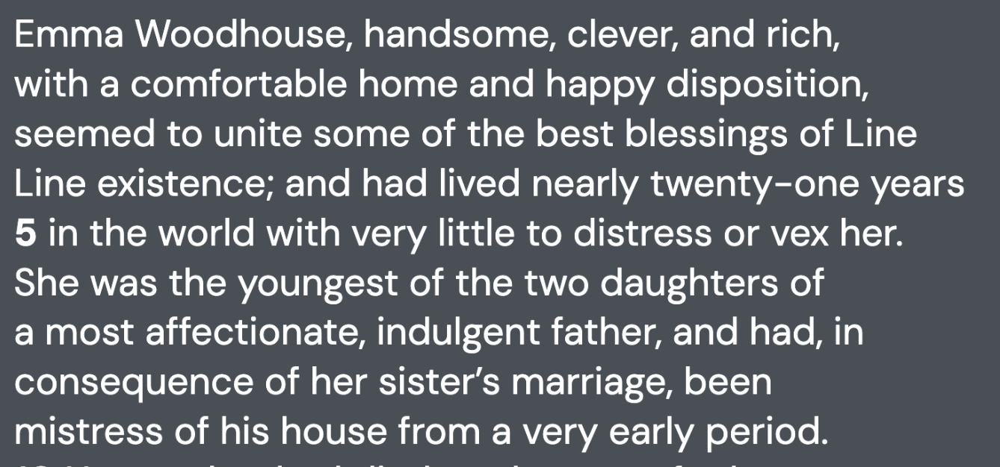 Emma Woodhouse, handsome, clever, and rich,
with a comfortable home and happy disposition,
seemed to unite some of the best blessings of Line
Line existence; and had lived nearly twenty-one years
5 in the world with very little to distress or vex her.
She was the youngest of the two daughters of
a most affectionate, indulgent father, and had, in
consequence of her sister’s marriage, been
mistress of his house from a very early period.